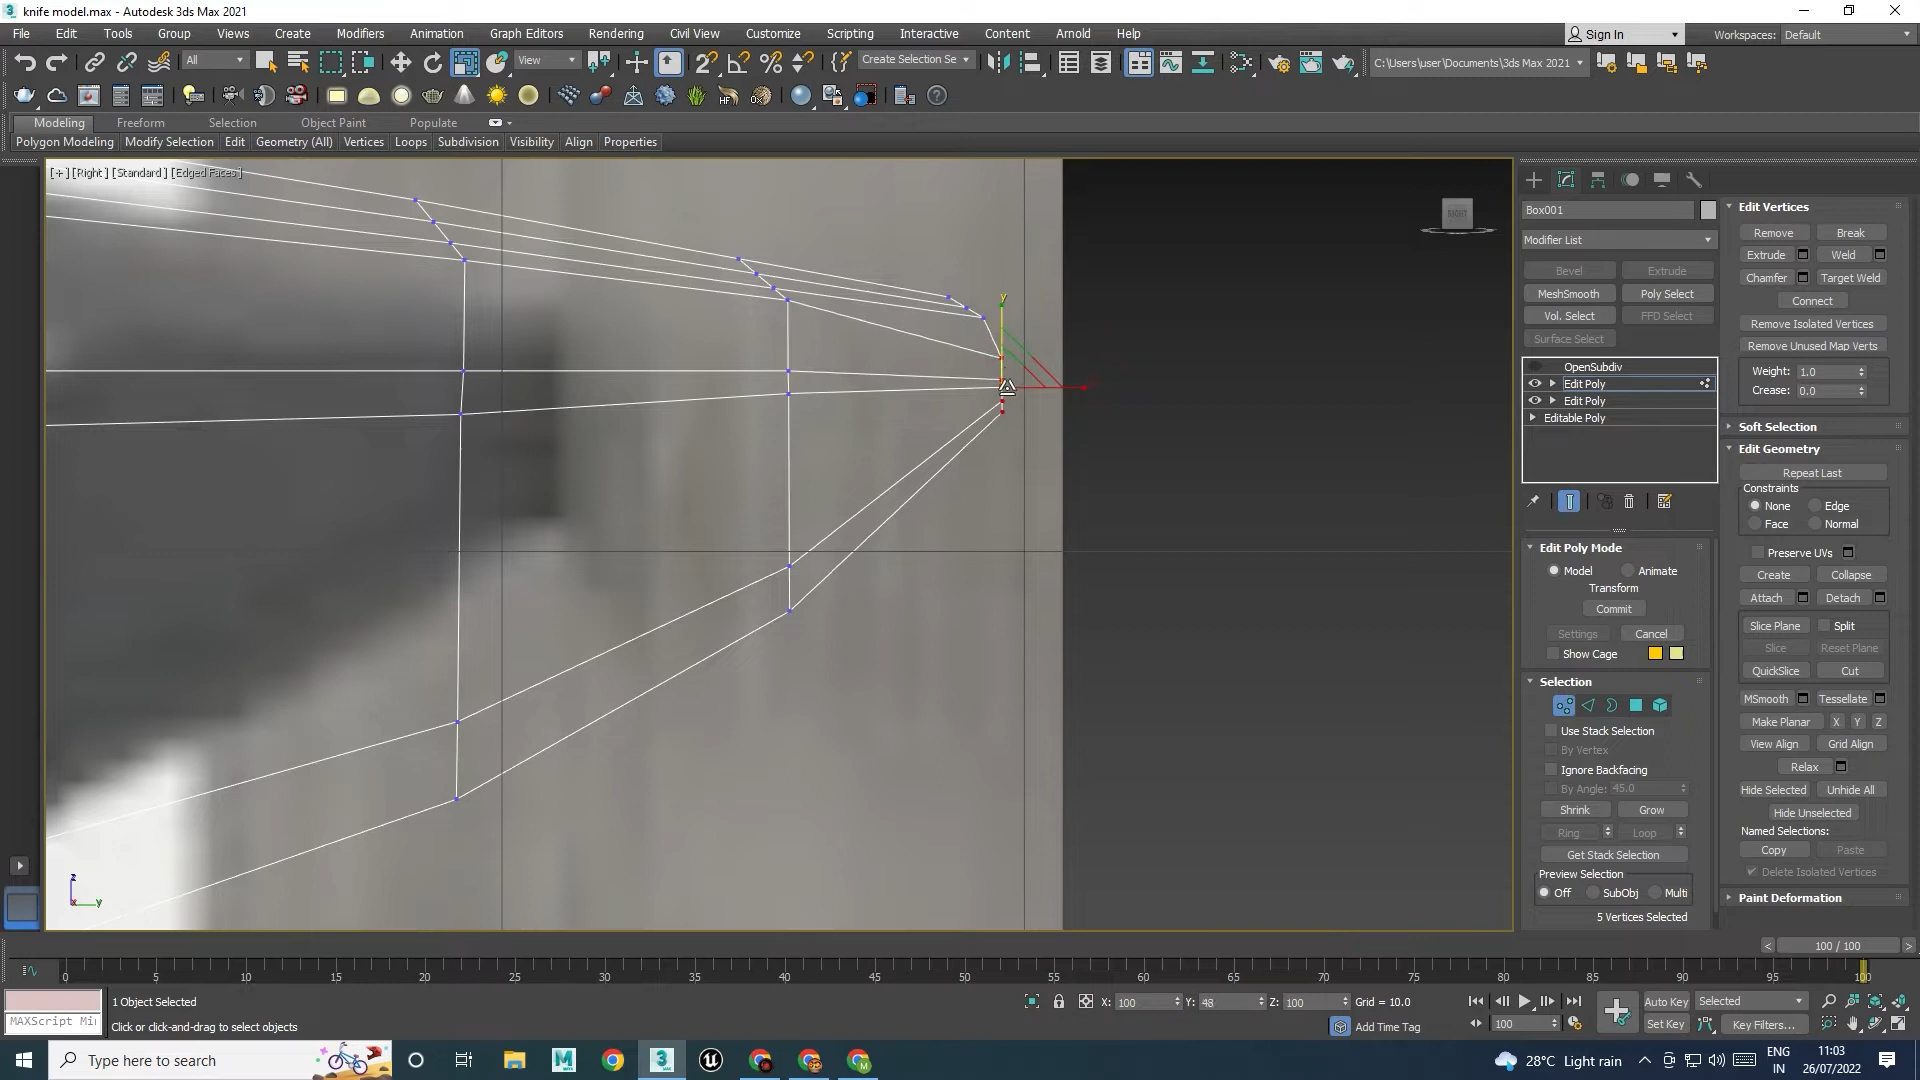 knife model.max - Autodesk 3ds Max 2021
File Edit Tools Group Views Create Modifiers Animation Graph Editors Rendering Civil View Customize Scripting Interactive Content Arnold Help
Sign In
Workspaces: Default
All
View
Create Selection Se
C:\Users\user\Documents\3ds Max 2021
Modeling Freeform Selection Object Paint Populate
Polygon Modeling Modify Selection Edit Geometry (All) Vertices Loops Subdivision Visibility Align Properties
[+] [Right] [Standard] [Edged Faces]
RIGHT
y
z
y
Box001
Modifier List
Bevel Extrude
MeshSmooth Poly Select
Vol. Select FFD Select
Surface Select
OpenSubdiv
Edit Poly
Edit Poly
Editable Poly
Edit Poly Mode
Model Animate
Transform
Commit
Settings Cancel
Show Cage
Selection
Use Stack Selection
By Vertex
Ignore Backfacing
By Angle: 45.0
Shrink Grow
Ring Loop
Get Stack Selection
Preview Selection
Off SubObj Multi
5 Vertices Selected
Edit Vertices
Remove Break
Extrude Weld
Chamfer Target Weld
Connect
Remove Isolated Vertices
Remove Unused Map Verts
Weight: 1.0
Crease: 0.0
Soft Selection
Edit Geometry
Repeat Last
Constraints
None Edge
Face Normal
Preserve UVs
Create Collapse
Attach Detach
Slice Plane Split
Slice Reset Plane
QuickSlice Cut
MSmooth Tessellate
Make Planar X Y Z
View Align Grid Align
Relax
Hide Selected Unhide All
Hide Unselected
Named Selections:
Copy Paste
Delete Isolated Vertices
Paint Deformation
< 100 / 100 >
0 5 10 15 20 25 30 35 40 45 50 55 60 65 70 75 80 85 90 95 100
1 Object Selected
MAXScript Mi
Click or click-and-drag to select objects
X: 100 Y: 48 Z: 100 Grid = 10.0
Add Time Tag
100
Auto Key Selected
Set Key Key Filters...
Type here to search
28°C Light rain
ENG
IN
11:03
26/07/2022